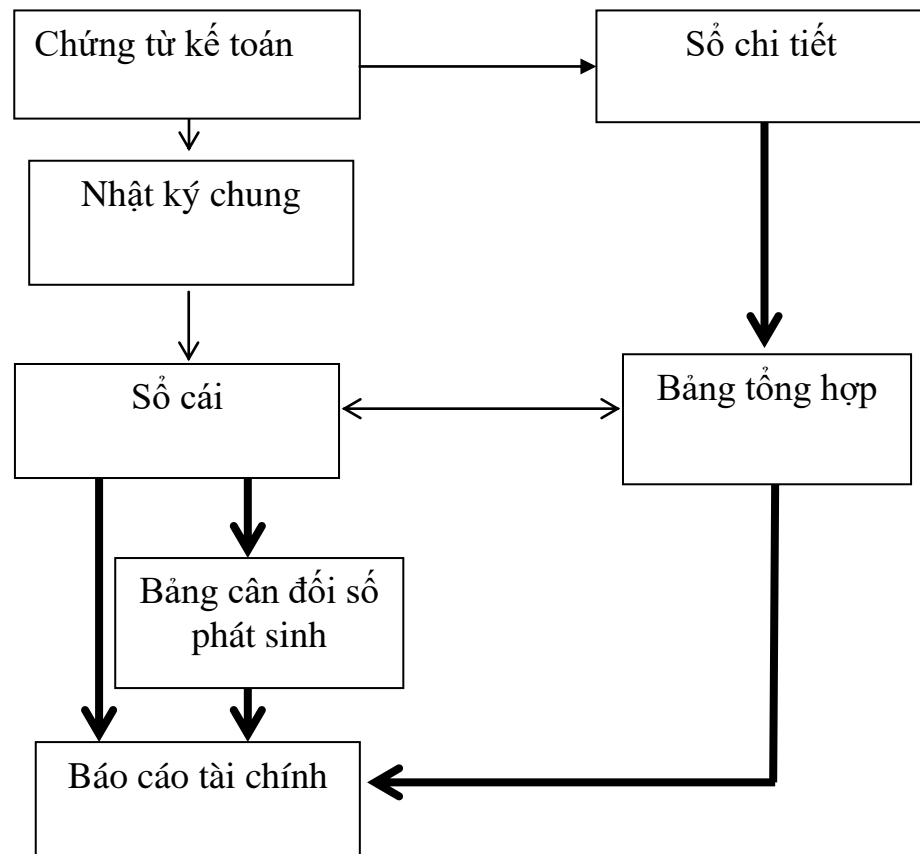 Chứng từ kế toán
Sổ chi tiết
Nhật ký chung
Sổ cái
Bảng tổng hợp
Bảng cân đối số
phát sinh
Báo cáo tài chính